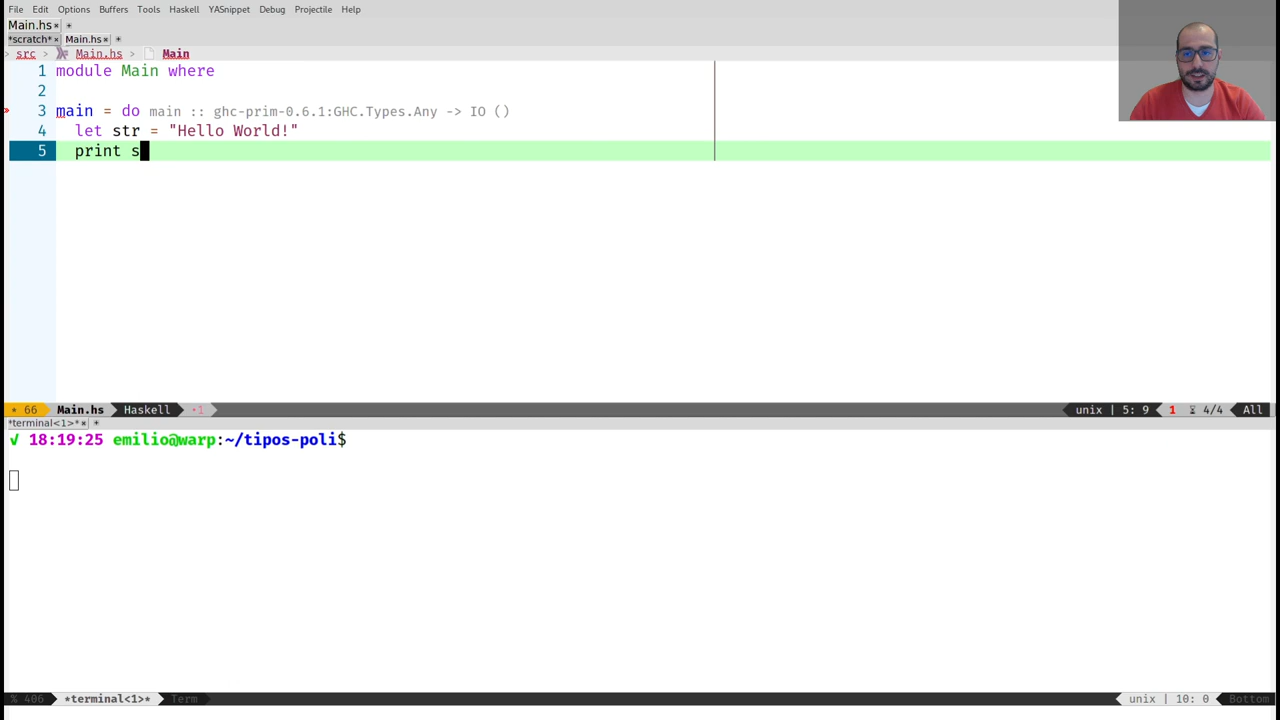 File Edit Options Buffers Tools Haskell YASnippet Debug Projectile Help
Main.hs × +
*scratch* × Main.hs × +
> src > Main.hs > Main
1 module Main where
2
3 main = do main :: ghc-prim-0.6.1:GHC.Types.Any -> IO ()
4 let str = "Hello World!"
5 print s
* 66 Main.hs Haskell •1 unix | 5: 9 1 4/4 All
*terminal<1>* × +
√ 18:19:25 emilio@warp:~/tipos-poli$
% 406 *terminal<1>* Term unix | 10: 0 Bottom